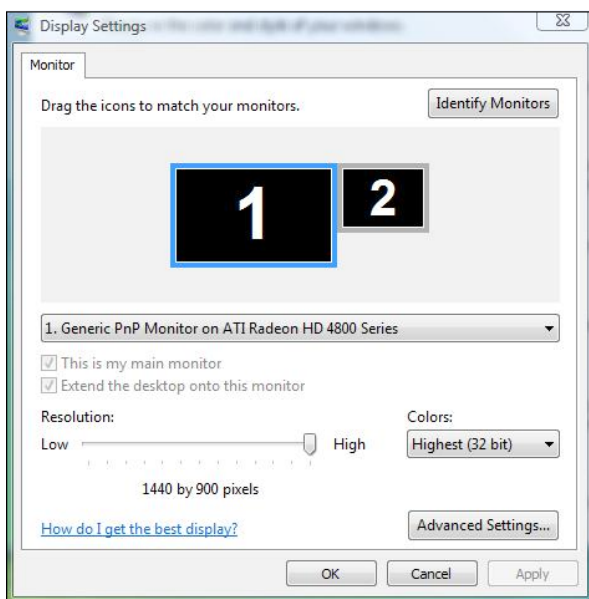 Display Settings
Monitor
Drag the icons to match your monitors.
Identify Monitors
1
2
1. Generic PnP Monitor on ATI Radeon HD 4800 Series
This is my main monitor
Extend the desktop onto this monitor
Resolution:
Colors:
Low
High
Highest (32 bit)
1440 by 900 pixels
How do I get the best display?
Advanced Settings...
OK
Cancel
Apply